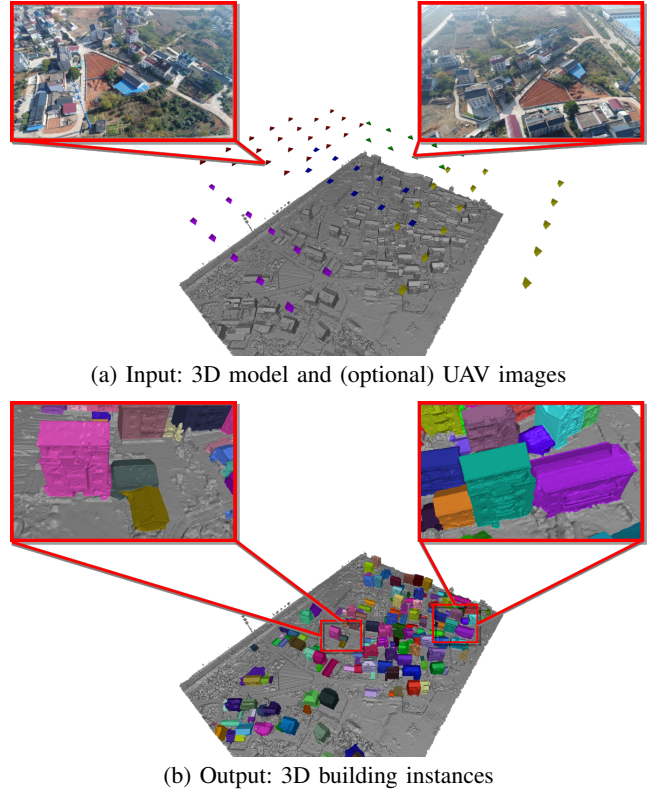 (a) Input: 3D model and (optional) UAV images
(b) Output: 3D building instances